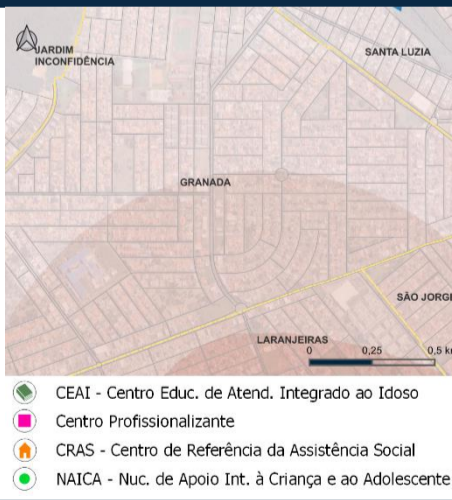 JARDIM
INCONFIDÊNCIA
SANTA LUZIA
GRANADA
SÃO JORGE
LARANJEIRAS
0 0,25 0,5 k
CEAI - Centro Educ. de Atend. Integrado ao Idoso
Centro Profissionalizante
CRAS - Centro de Referência da Assistência Social
NAICA - Nuc. de Apoio Int. à Criança e ao Adolescente